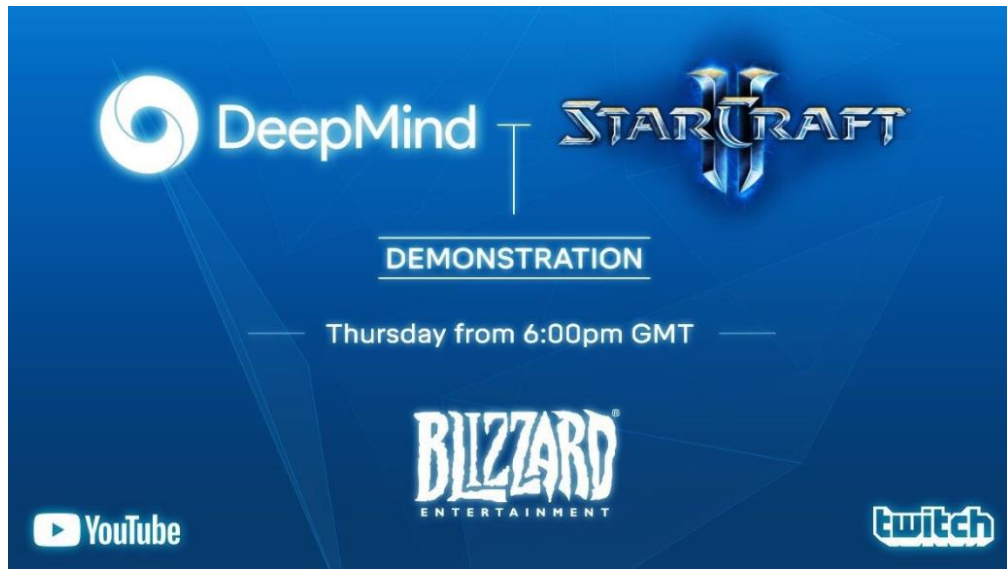 DeepMind
STARCRAFT
II
DEMONSTRATION
Thursday from 6:00pm GMT
BLIZZARD®
ENTERTAINMENT
YouTube
twitch